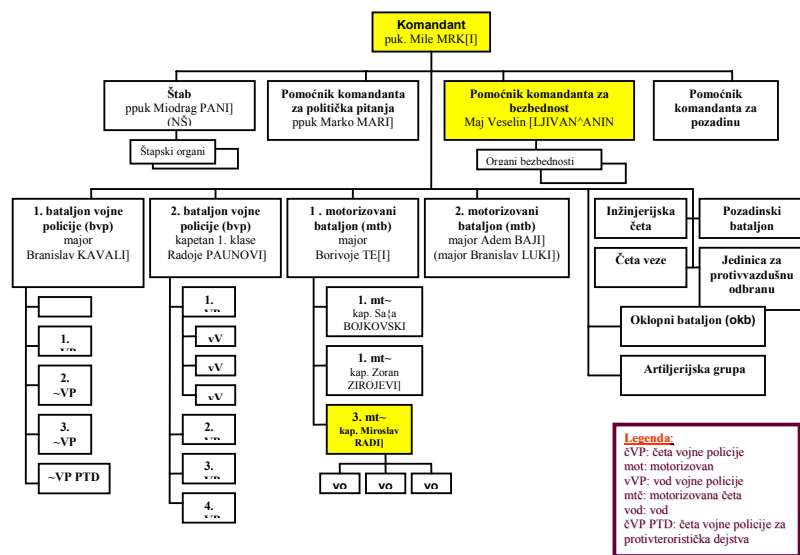 Komandant
puk. Mile MRK[I]
Štab
ppuk Miodrag PANI]
(NŠ)
Štapski organi
Pomoćnik komandanta
za politička pitanja
ppuk Marko MARI]
Pomoćnik komandanta za
bezbednost
Maj Veselin [LJIVAN^ANIN
Organi bezbednosti
Pomoćnik
komandanta za
pozadinu
1. bataljon vojne
policije (bvp)
major
Branislav KAVALI]
1.
2.
~VP
3.
~VP
~VP PTD
2. bataljon vojne
policije (bvp)
kapetan 1. klase
Radoje PAUNOVI]
1.
vV
vV
vV
2.
3.
4.
1 . motorizovani
bataljon (mtb)
major
Borivoje TE[I]
1. mt~
kap. Sa{a
BOJKOVSKI
1. mt~
kap. Zoran
ZIROJEVI]
3. mt~
kap. Miroslav
RADI]
vo
vo
vo
2. motorizovani
bataljon (mtb)
major Adem BAJI]
(major Branislav LUKI])
Inžinjerijska
četa
Pozadinski
bataljon
Četa veze
Jedinica za
protivvazdušnu
odbranu
Oklopni bataljon (okb)
Artiljerijska grupa
Legenda:
čVP: četa vojne policije
mot: motorizovan
vVP: vod vojne policije
mtč: motorizovana četa
vod: vod
čVP PTD: četa vojne policije za
protivteroristička dejstva